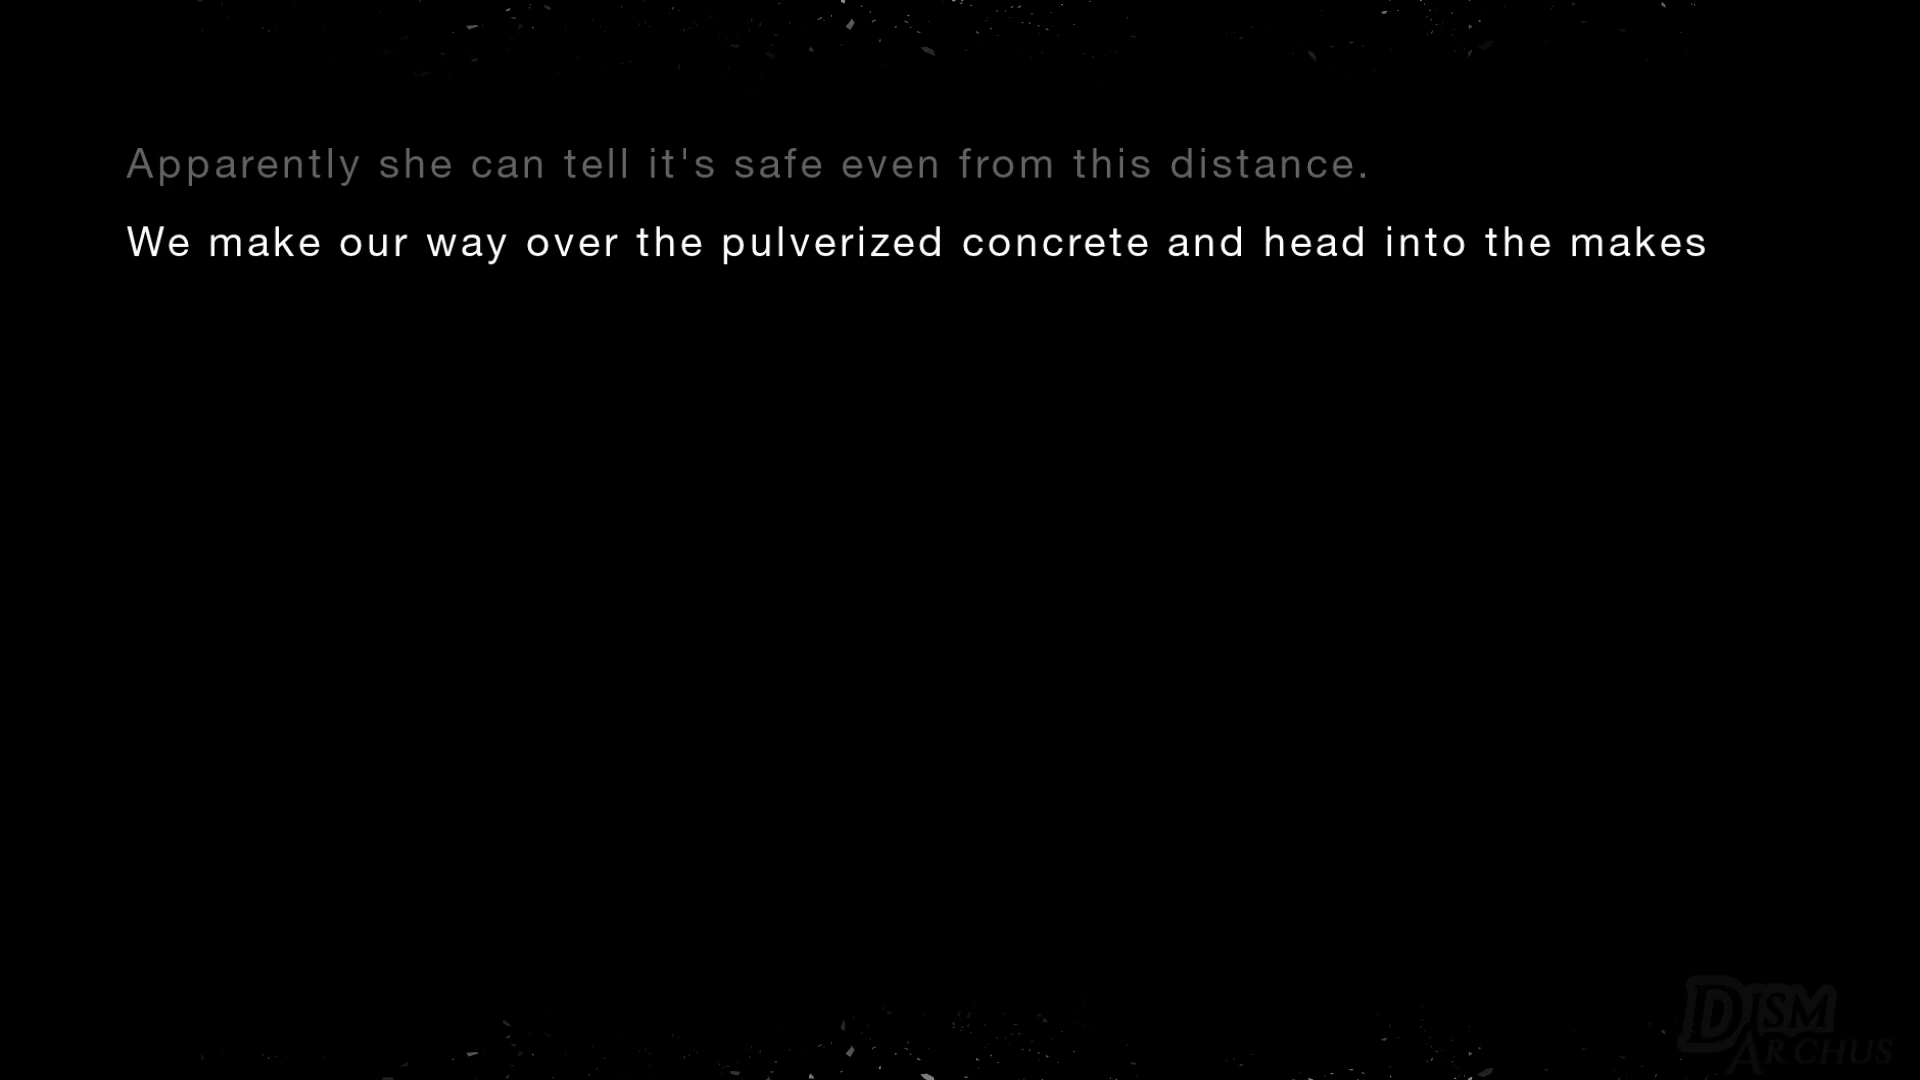 Apparently she can tell it's safe even from this distance.
We make our way over the pulverized concrete and head into the makes
DISM
ARCHUS